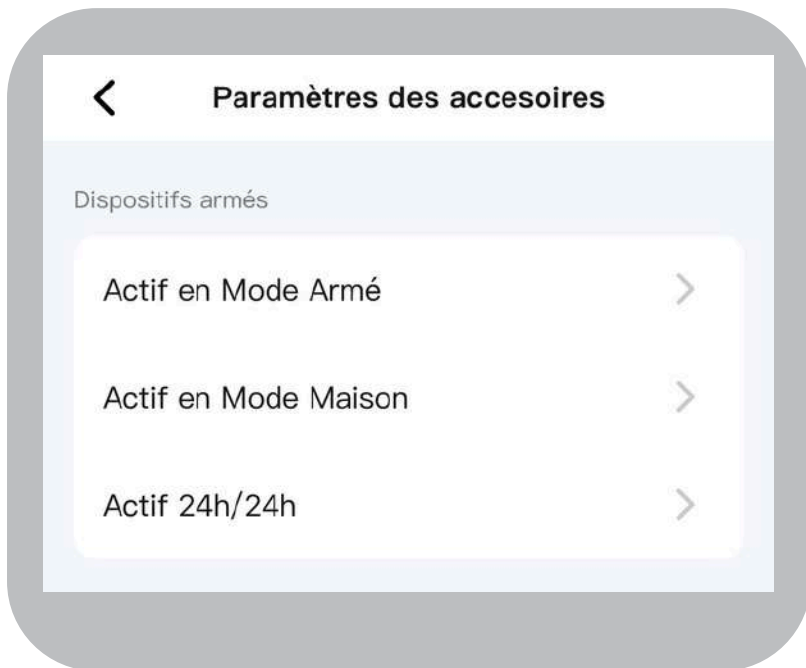 Paramètres des accesoires
Dispositifs armés
Actif en Mode Armé
Actif en Mode Maison
Actif 24h/24h